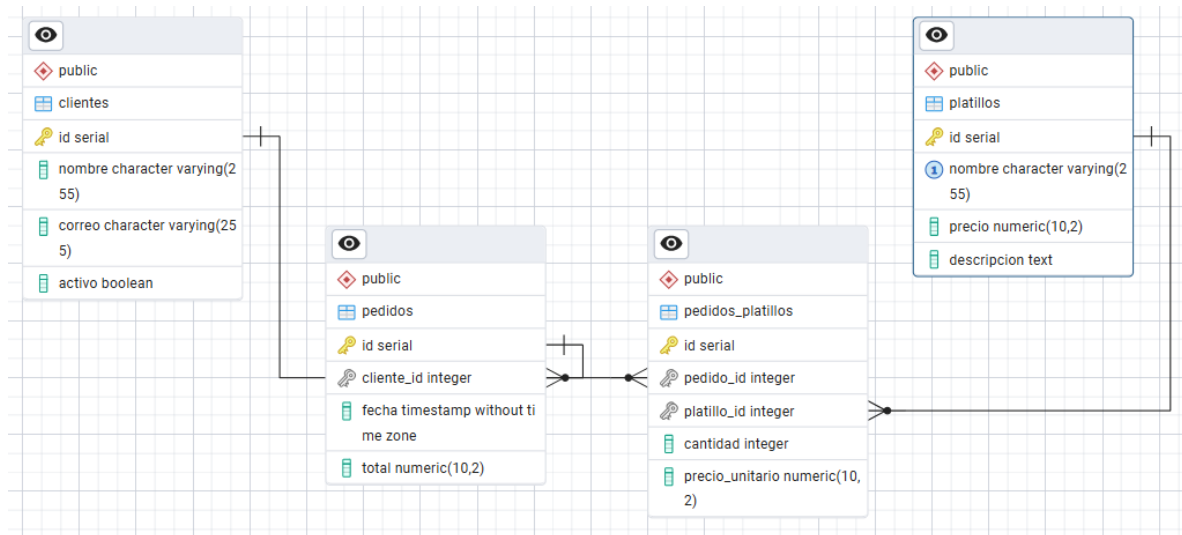 public
clientes
id serial
nombre character varying(2
55)
correo character varying(25
5)
activo boolean
public
pedidos
id serial
cliente_id integer
fecha timestamp without ti
me zone
total numeric(10,2)
public
pedidos_platillos
id serial
pedido_id integer
platillo_id integer
cantidad integer
precio_unitario numeric(10,
2)
public
platillos
id serial
1
nombre character varying(2
55)
precio numeric(10,2)
descripcion text